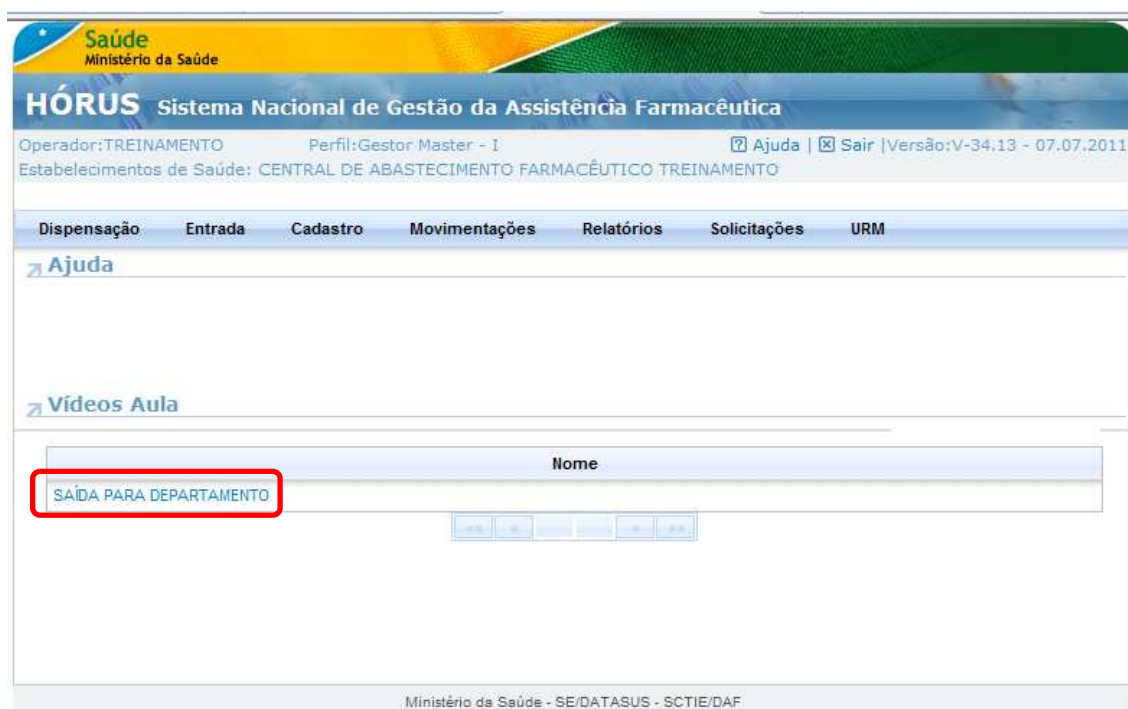 Saúde
Ministério da Saúde
HÓRUS Sistema Nacional de Gestão da Assistência Farmacêutica
Operador:TREINAMENTO Perfil:Gestor Master - I Ajuda | Sair |Versão:V-34.13 - 07.07.2011
Estabelecimentos de Saúde: CENTRAL DE ABASTECIMENTO FARMACÊUTICO TREINAMENTO
Dispensação Entrada Cadastro Movimentações Relatórios Solicitações URM
Ajuda
Vídeos Aula
Nome
SAÍDA PARA DEPARTAMENTO
Ministério da Saúde - SE/DATASUS - SCTIE/DAF